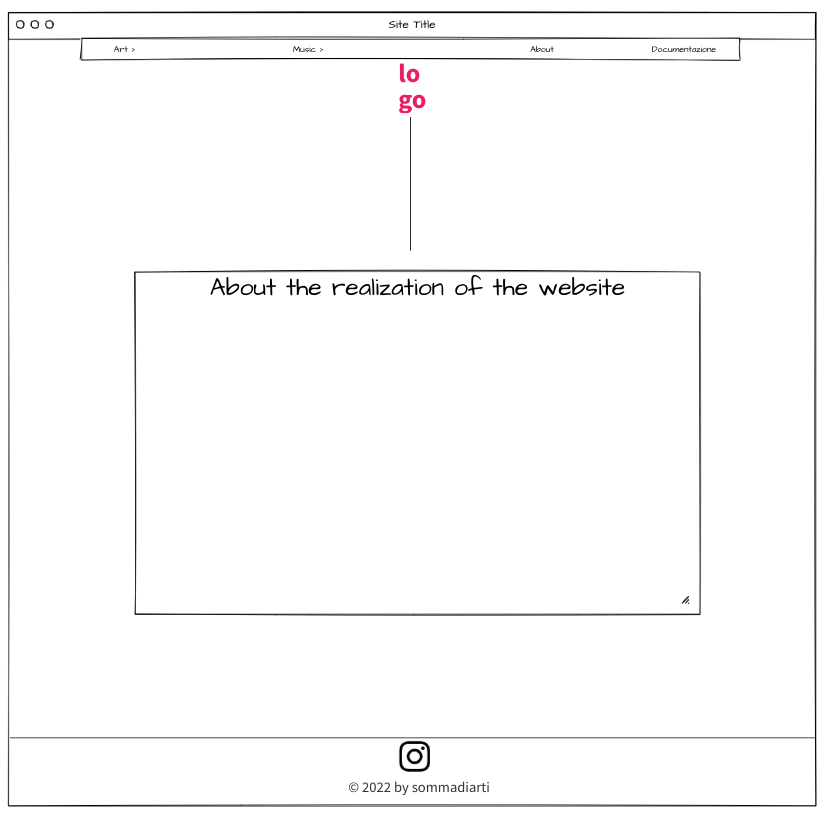 Site Title
Art >
Music >
About
Documentazione
lo
go
About the realization of the website
© 2022 by sommadiarti